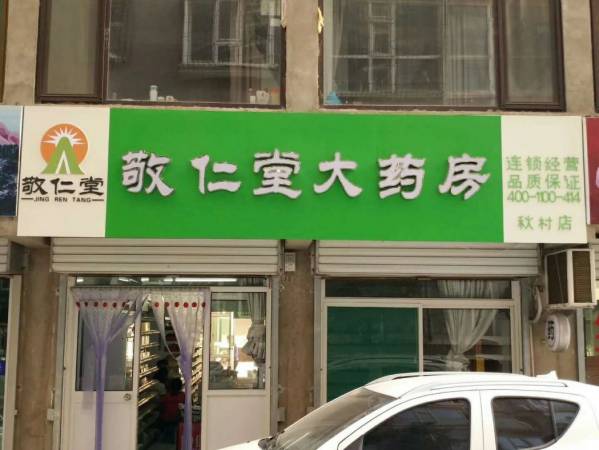 敬仁堂
JING REN TANG
敬仁堂大药房
连锁经营
品质保证
400-1100-414
秋村店
药